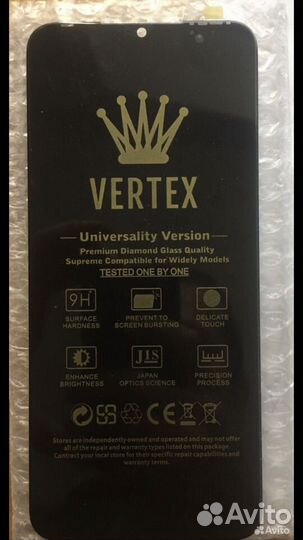 VERTEX
Universality Version
Premium Diamond Glass Quality
Supreme Compatible for Widely Models
TESTED ONE BY ONE
9H
SURFACE
HARDNESS
PREVENT TO
SCREEN BURSTING
DELICATE
TOUCH
ENHANCE
BRIGHTNESS
J1S
JAPAN
OPTICS SCIENCE
PRECISION
PROCESS
CE
Stores are independently-owned and operated and may not offer
all of the repair and warranty types listed on this product.
Contract your local store for their specific repair capabilities and
warranty terms.
Avito
Avito